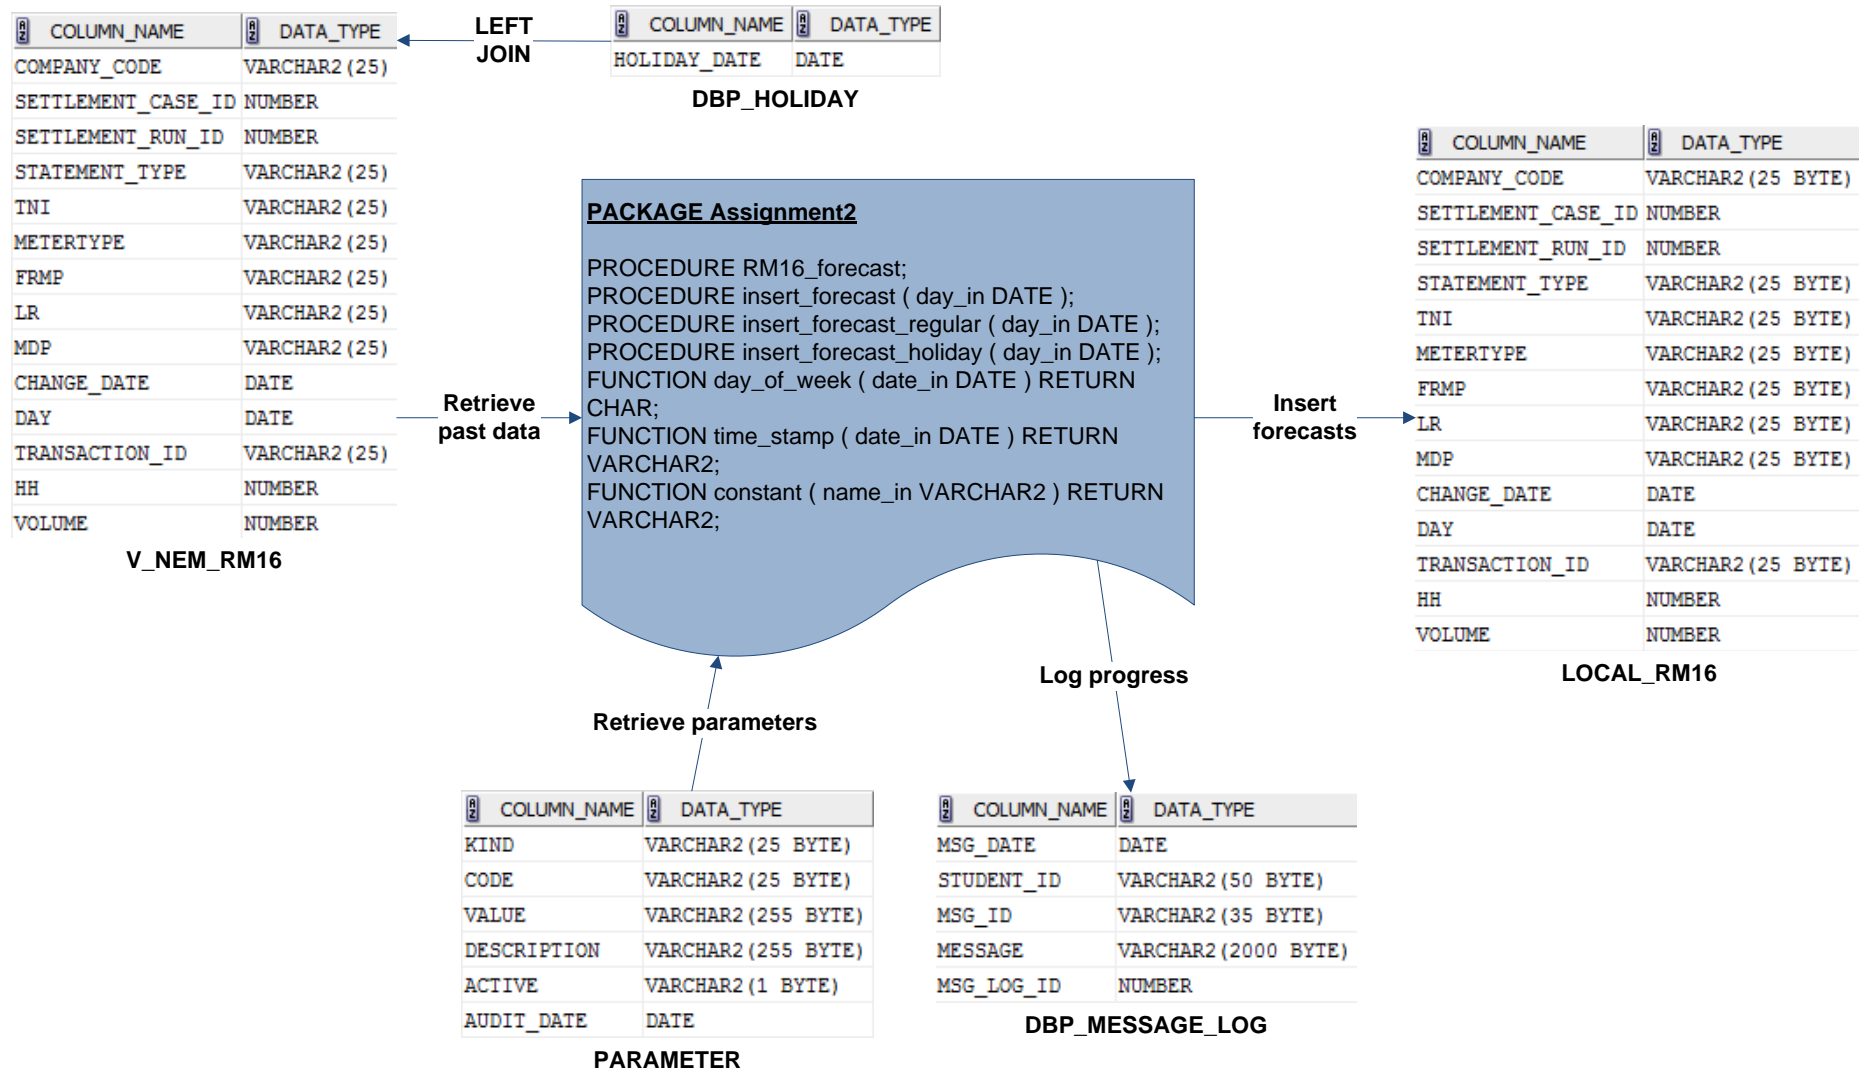 COLUMN_NAME DATA_TYPE
COMPANY_CODE VARCHAR2(25)
SETTLEMENT_CASE_ID NUMBER
SETTLEMENT_RUN_ID NUMBER
STATEMENT_TYPE VARCHAR2(25)
TNI VARCHAR2(25)
METERTYPE VARCHAR2(25)
FRMP VARCHAR2(25)
LR VARCHAR2(25)
MDP VARCHAR2(25)
CHANGE_DATE DATE
DAY DATE
TRANSACTION_ID VARCHAR2(25)
HH NUMBER
VOLUME NUMBER
V_NEM_RM16
LEFT
JOIN
COLUMN_NAME DATA_TYPE
HOLIDAY_DATE DATE
DBP_HOLIDAY
Retrieve
past data
PACKAGE Assignment2
PROCEDURE RM16_forecast;
PROCEDURE insert_forecast ( day_in DATE );
PROCEDURE insert_forecast_regular ( day_in DATE );
PROCEDURE insert_forecast_holiday ( day_in DATE );
FUNCTION day_of_week ( date_in DATE ) RETURN
CHAR;
FUNCTION time_stamp ( date_in DATE ) RETURN
VARCHAR2;
FUNCTION constant ( name_in VARCHAR2 ) RETURN
VARCHAR2;
Insert
forecasts
COLUMN_NAME DATA_TYPE
COMPANY_CODE VARCHAR2(25 BYTE)
SETTLEMENT_CASE_ID NUMBER
SETTLEMENT_RUN_ID NUMBER
STATEMENT_TYPE VARCHAR2(25 BYTE)
TNI VARCHAR2(25 BYTE)
METERTYPE VARCHAR2(25 BYTE)
FRMP VARCHAR2(25 BYTE)
LR VARCHAR2(25 BYTE)
MDP VARCHAR2(25 BYTE)
CHANGE_DATE DATE
DAY DATE
TRANSACTION_ID VARCHAR2(25 BYTE)
HH NUMBER
VOLUME NUMBER
LOCAL_RM16
Log progress
Retrieve parameters
COLUMN_NAME DATA_TYPE
KIND VARCHAR2(25 BYTE)
CODE VARCHAR2(25 BYTE)
VALUE VARCHAR2(255 BYTE)
DESCRIPTION VARCHAR2(255 BYTE)
ACTIVE VARCHAR2(1 BYTE)
AUDIT_DATE DATE
PARAMETER
COLUMN_NAME DATA_TYPE
MSG_DATE DATE
STUDENT_ID VARCHAR2(50 BYTE)
MSG_ID VARCHAR2(35 BYTE)
MESSAGE VARCHAR2(2000 BYTE)
MSG_LOG_ID NUMBER
DBP_MESSAGE_LOG